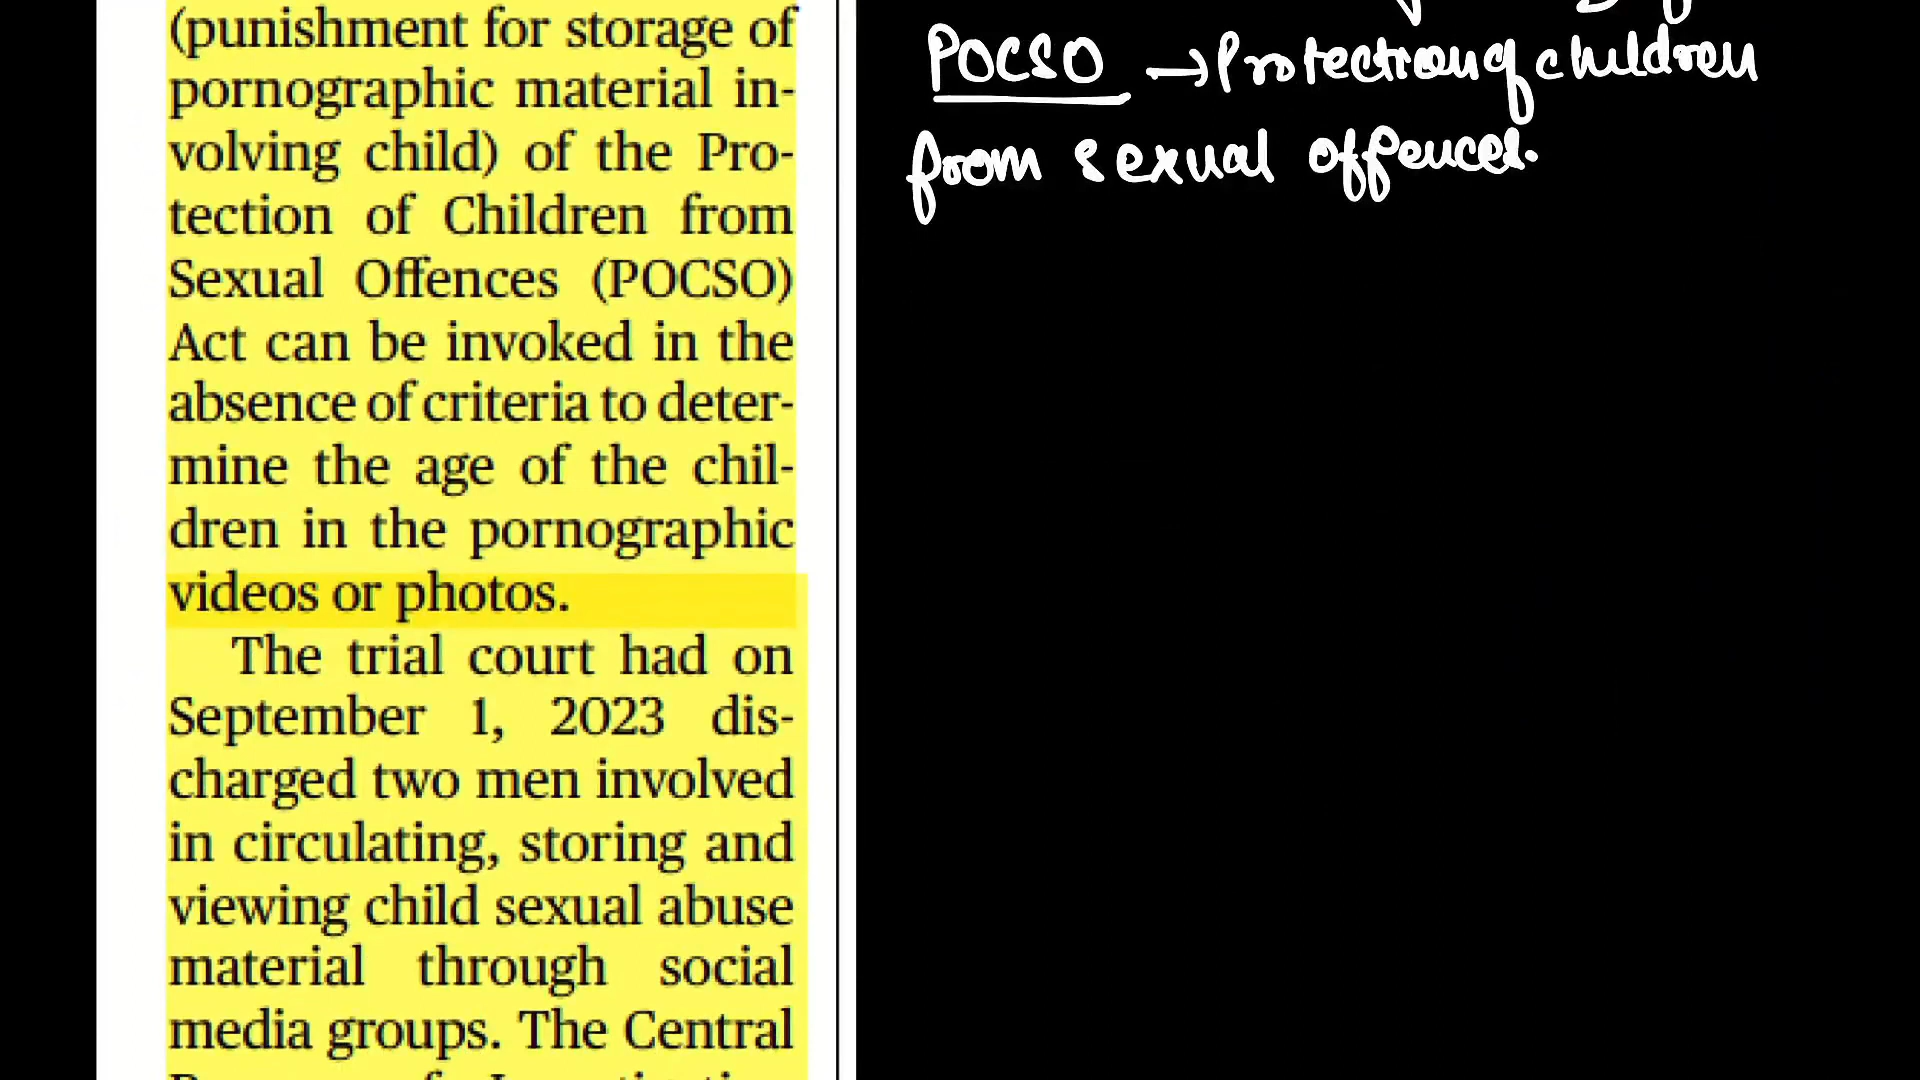 (punishment for storage of
pornographic material in-
volving child) of the Pro-
tection of Children from
Sexual Offences (POCSO)
Act can be invoked in the
absence of criteria to deter-
mine the age of the chil-
dren in the pornographic
videos or photos.
The trial court had on
September 1, 2023 dis-
charged two men involved
in circulating, storing and
viewing child sexual abuse
material through social
media groups. The Central
POCSO → Protection of children
from sexual offences.